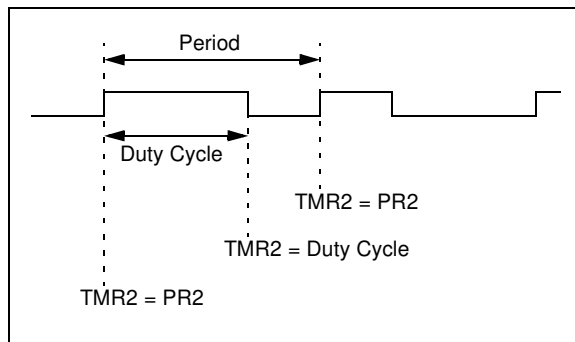 Period
Duty Cycle
TMR2 = PR2
TMR2 = Duty Cycle
TMR2 = PR2